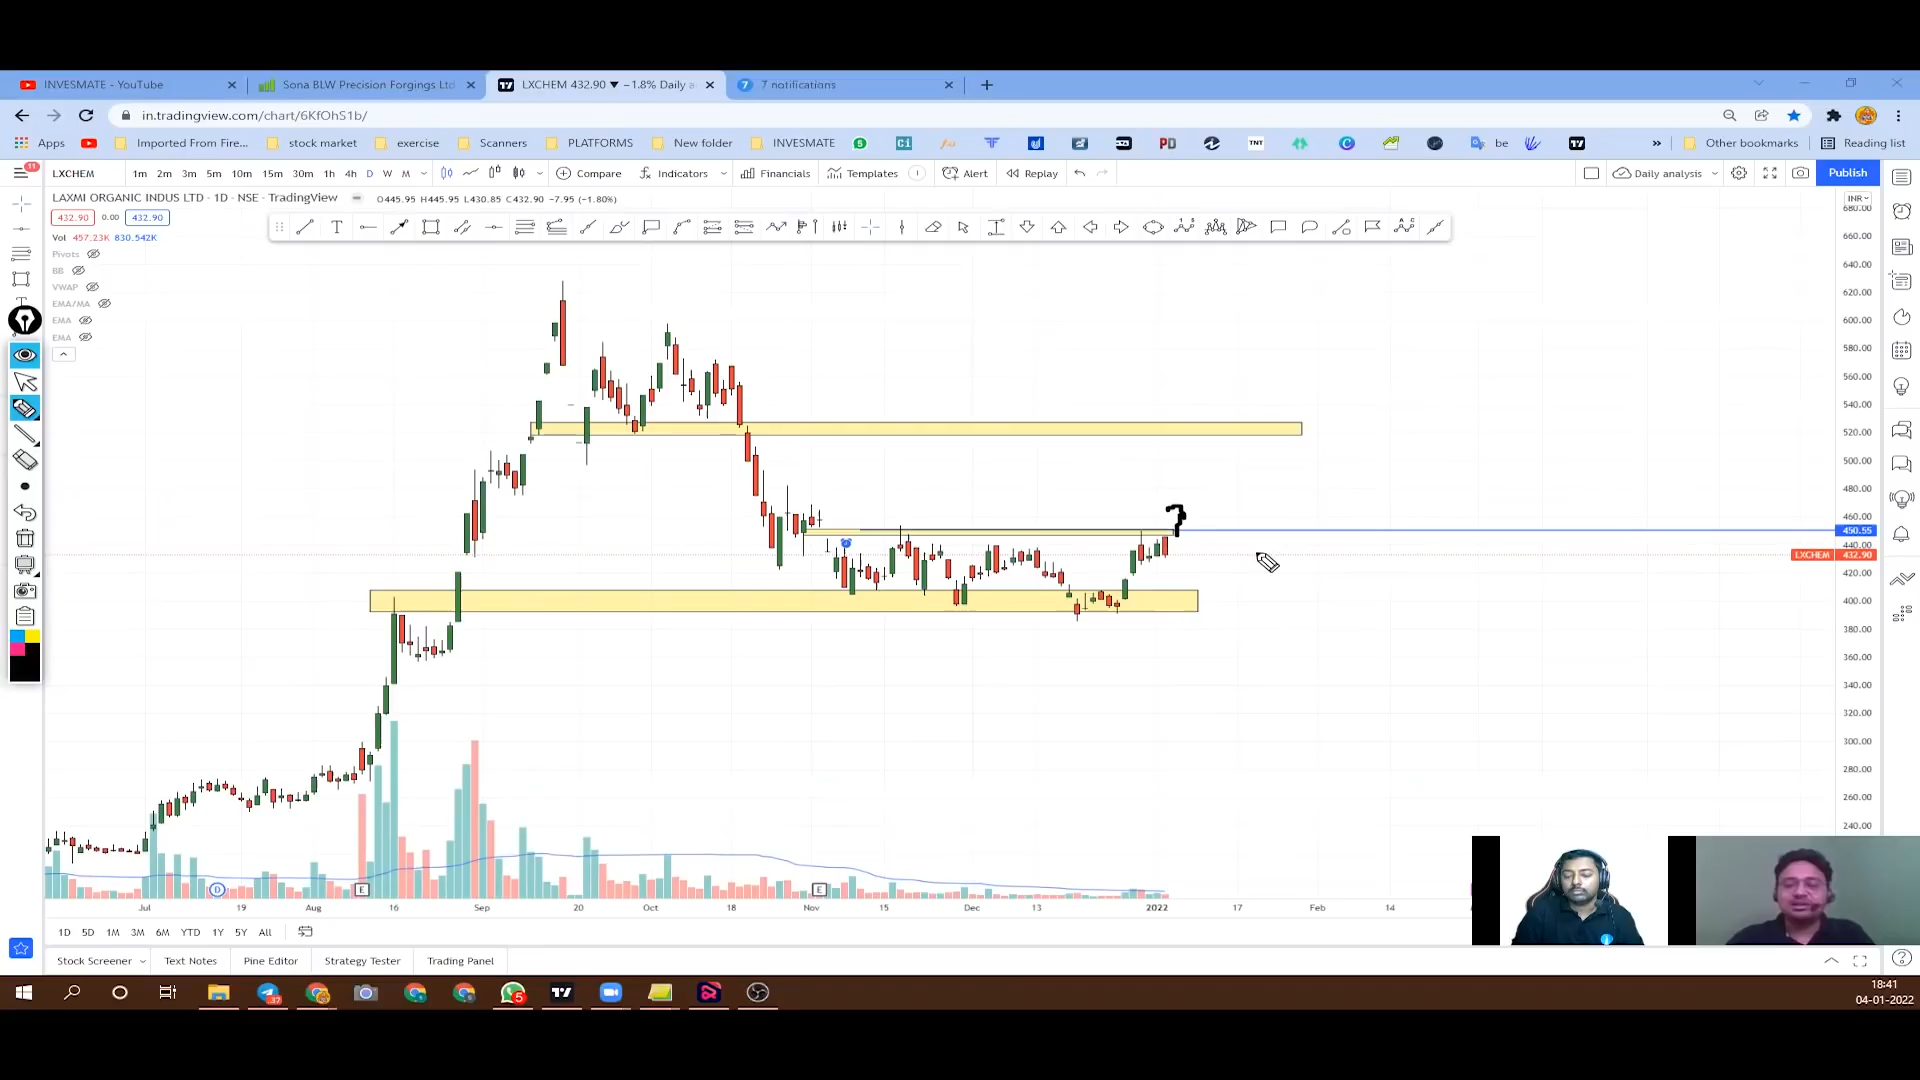 INVESMATE - YouTube
Sona BLW Precision Forgings Ltd
LXCHEM 432.90 ▼ −1.8% Daily a
7 notifications
in.tradingview.com/chart/6KfOhS1b/
Apps
Imported From Fire...
stock market
exercise
Scanners
PLATFORMS
New folder
INVESMATE
be
»
Other bookmarks
Reading list
11
LXCHEM
1m 2m 3m 5m 10m 15m 30m 1h 4h D W M
Compare
Indicators
Financials
Templates
Alert
Replay
Daily analysis
Publish
LAXMI ORGANIC INDUS LTD · 1D · NSE · TradingView
O445.95 H445.95 L430.85 C432.90 −7.95 (−1.80%)
INR
432.90 0.00 432.90
Vol 457.23K 830.542K
Pivots
BB
VWAP
EMA/MA
EMA
EMA
680.00
660.00
640.00
620.00
600.00
580.00
560.00
540.00
520.00
500.00
480.00
460.00
450.55
440.00
LXCHEM 432.90
420.00
400.00
380.00
360.00
340.00
320.00
300.00
280.00
260.00
240.00
?
D
E
E
Jul 19 Aug 16 Sep 20 Oct 18 Nov 15 Dec 13 2022 17 Feb 14
1D 5D 1M 3M 6M YTD 1Y 5Y All
Stock Screener
Text Notes
Pine Editor
Strategy Tester
Trading Panel
37
5
18:41
04-01-2022